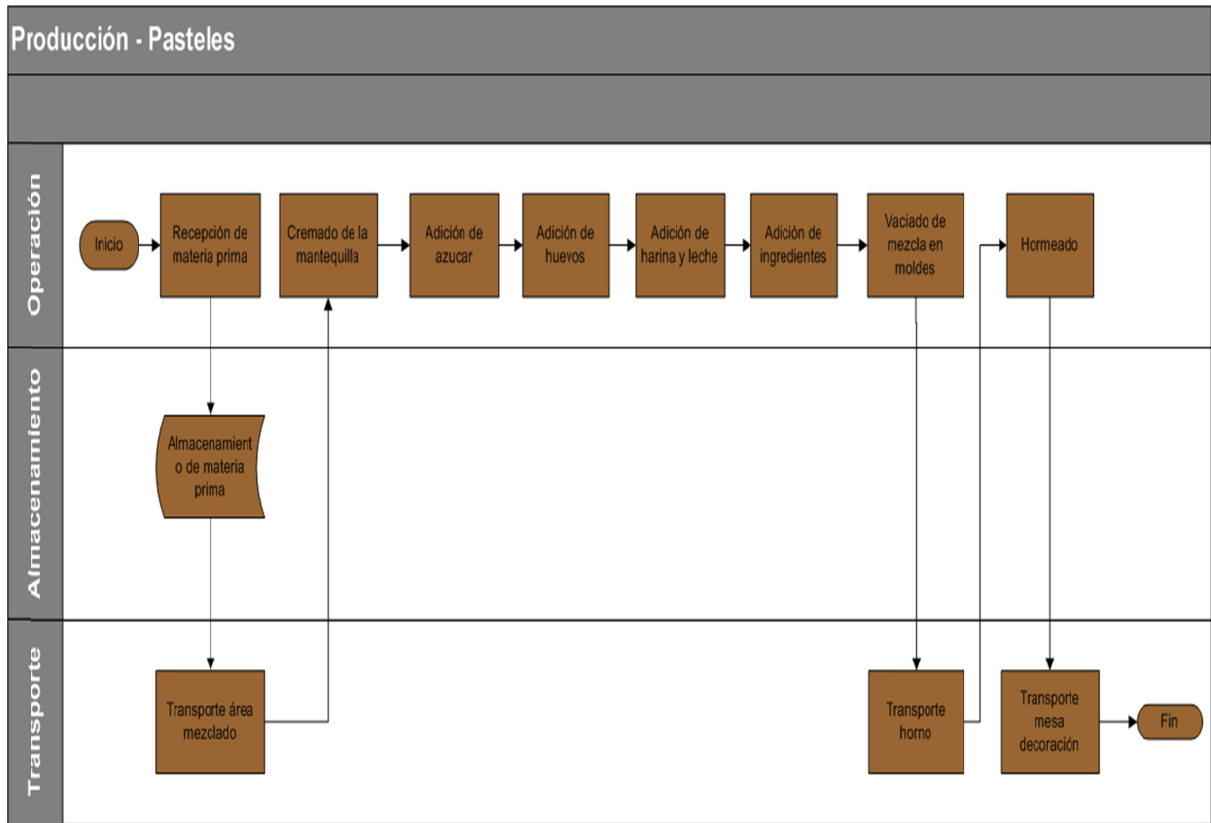 Producción - Pasteles
Operación
Inicio
Recepción de
materia prima
Cremado de la
mantequilla
Adición de
azucar
Adición de
huevos
Adición de
harina y leche
Adición de
ingredientes
Vaciado de
mezcla en
moldes
Hormeado
Almacenamiento
Almacenamient
o de materia
prima
Transporte
Transporte área
mezclado
Transporte
horno
Transporte
mesa
decoración
Fin